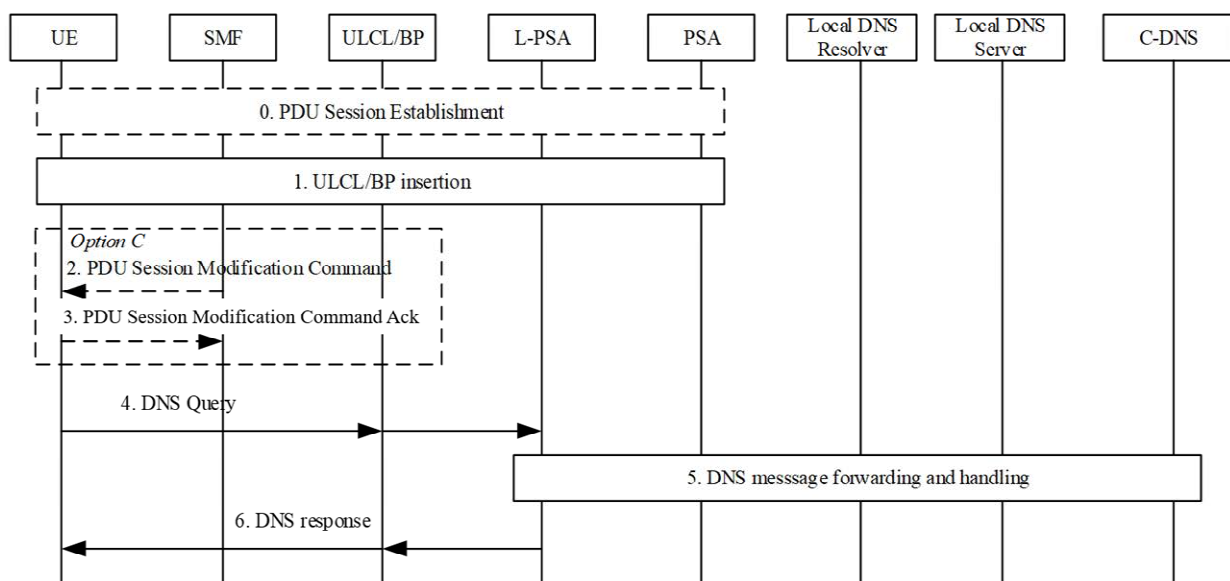 UE
SMF
ULCL/BP
L-PSA
PSA
Local DNS
Resolver
Local DNS
Server
C-DNS
0. PDU Session Establishment
1. ULCL/BP insertion
Option C
2. PDU Session Modification Command
3. PDU Session Modification Command Ack
4. DNS Query
5. DNS messsage forwarding and handling
6. DNS response